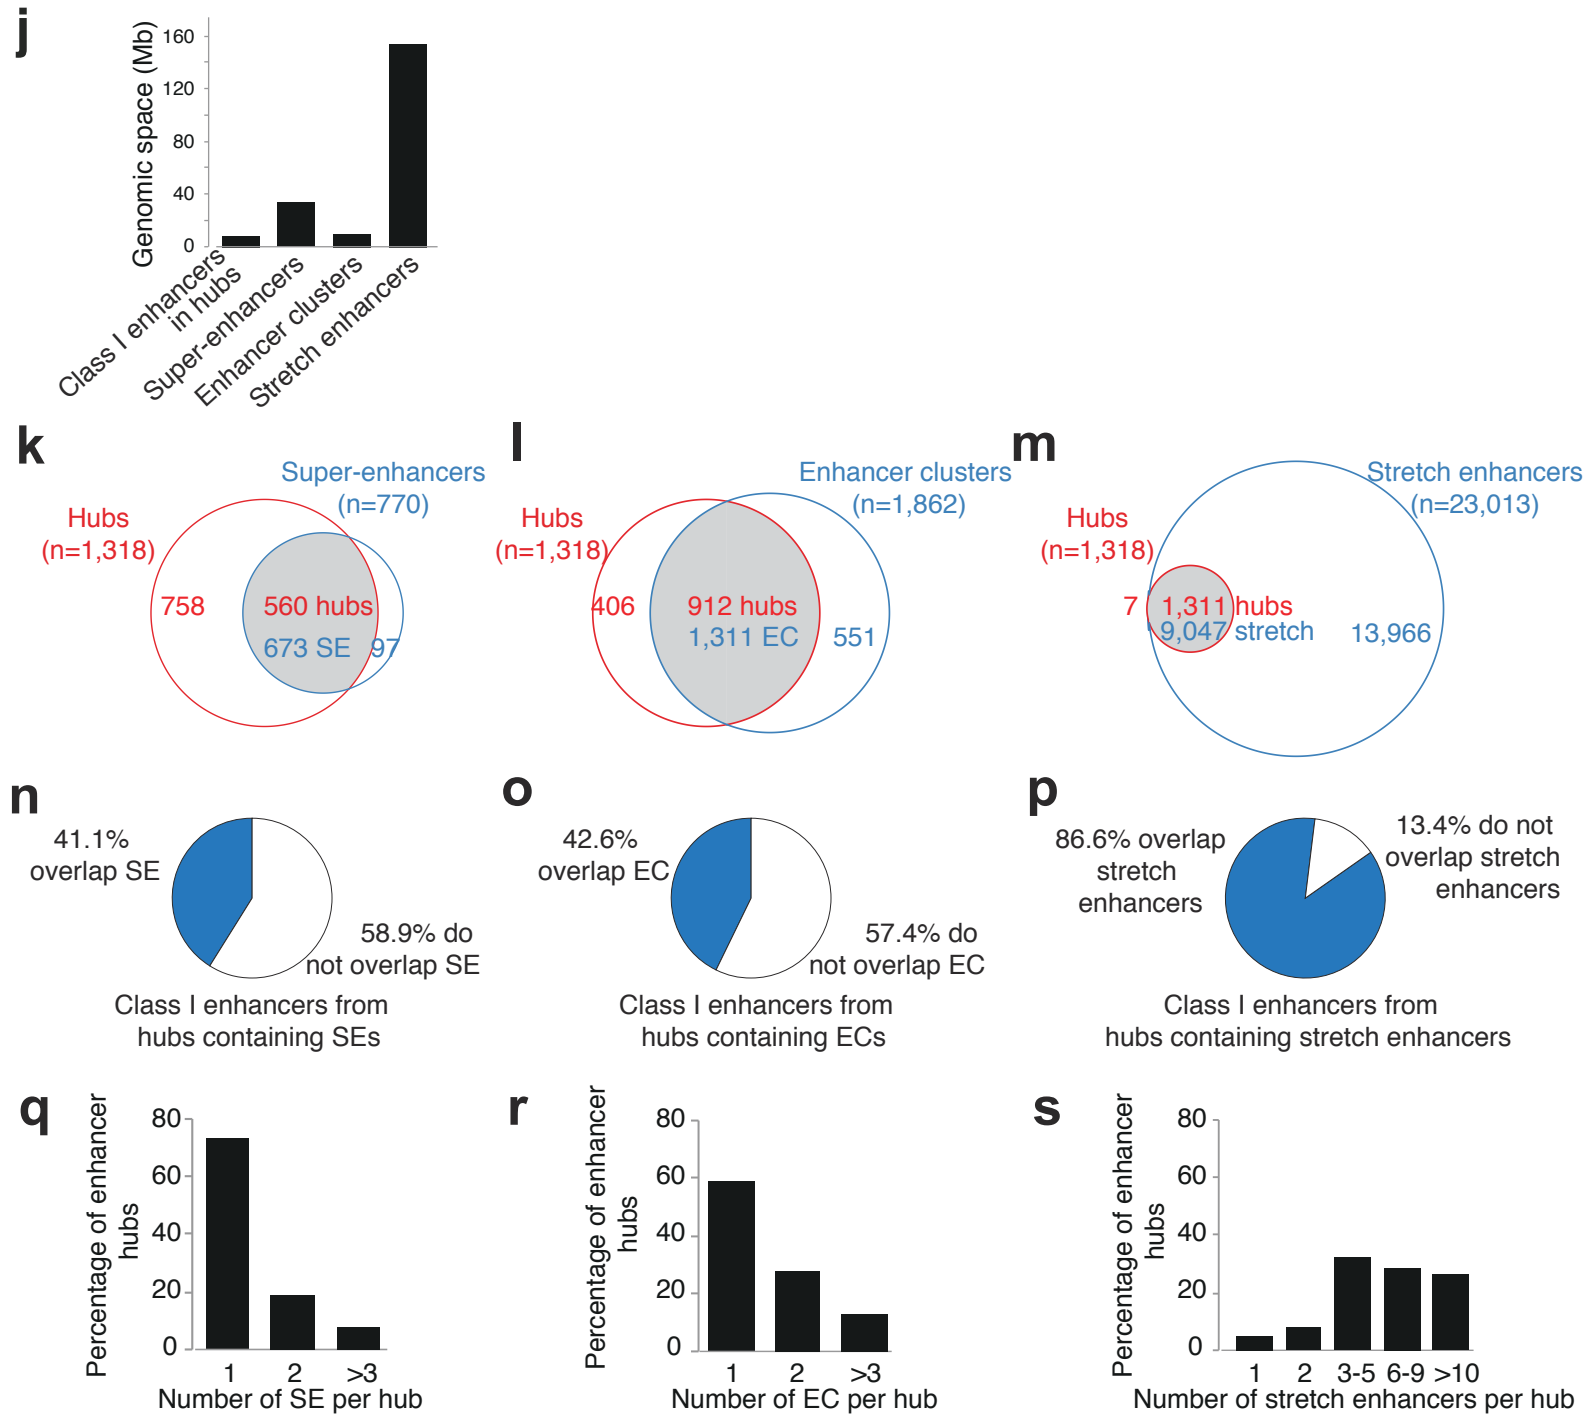 j
Genomic space (Mb)
160
120
80
40
0
Class I enhancers
in hubs
Super-enhancers
Enhancer clusters
Stretch enhancers
k
Super-enhancers
(n=770)
Hubs
(n=1,318)
758
560 hubs
673 SE
97
l
Enhancer clusters
(n=1,862)
Hubs
(n=1,318)
406
912 hubs
1,311 EC
551
m
Stretch enhancers
(n=23,013)
Hubs
(n=1,318)
7
1,311 hubs
9,047 stretch
13,966
n
41.1%
overlap SE
58.9% do
not overlap SE
Class I enhancers from
hubs containing SEs
o
42.6%
overlap EC
57.4% do
not overlap EC
Class I enhancers from
hubs containing ECs
p
86.6% overlap
stretch
enhancers
13.4% do not
overlap stretch
enhancers
Class I enhancers from
hubs containing stretch enhancers
q
Percentage of enhancer
hubs
80
60
40
20
0
1 2 >3
Number of SE per hub
r
Percentage of enhancer
hubs
80
60
40
20
0
1 2 >3
Number of EC per hub
s
Percentage of enhancer
hubs
80
60
40
20
0
1 2 3-5 6-9 >10
Number of stretch enhancers per hub